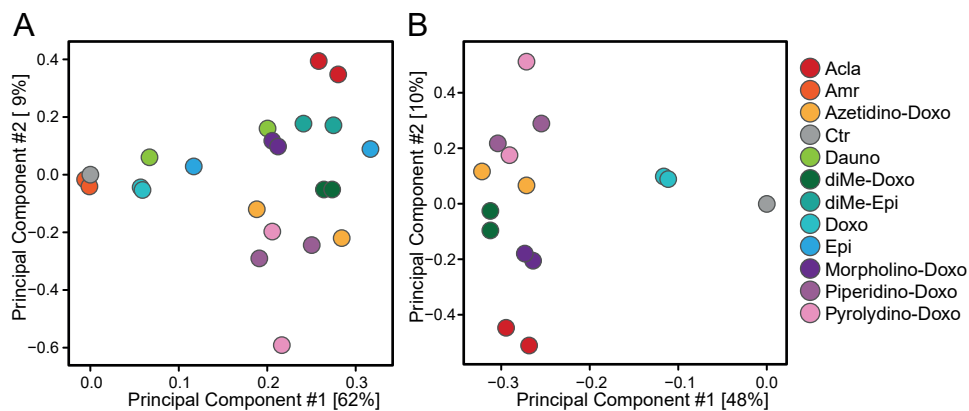 A
Principal Component #2 [ 9%]
0.4
0.2
0.0
−0.2
−0.4
−0.6
0.0
0.1
0.2
0.3
Principal Component #1 [62%]
B
Principal Component #2 [10%]
0.4
0.2
0.0
−0.2
−0.4
−0.3
−0.2
−0.1
0.0
Principal Component #1 [48%]
Acla
Amr
Azetidino-Doxo
Ctr
Dauno
diMe-Doxo
diMe-Epi
Doxo
Epi
Morpholino-Doxo
Piperidino-Doxo
Pyrolydino-Doxo